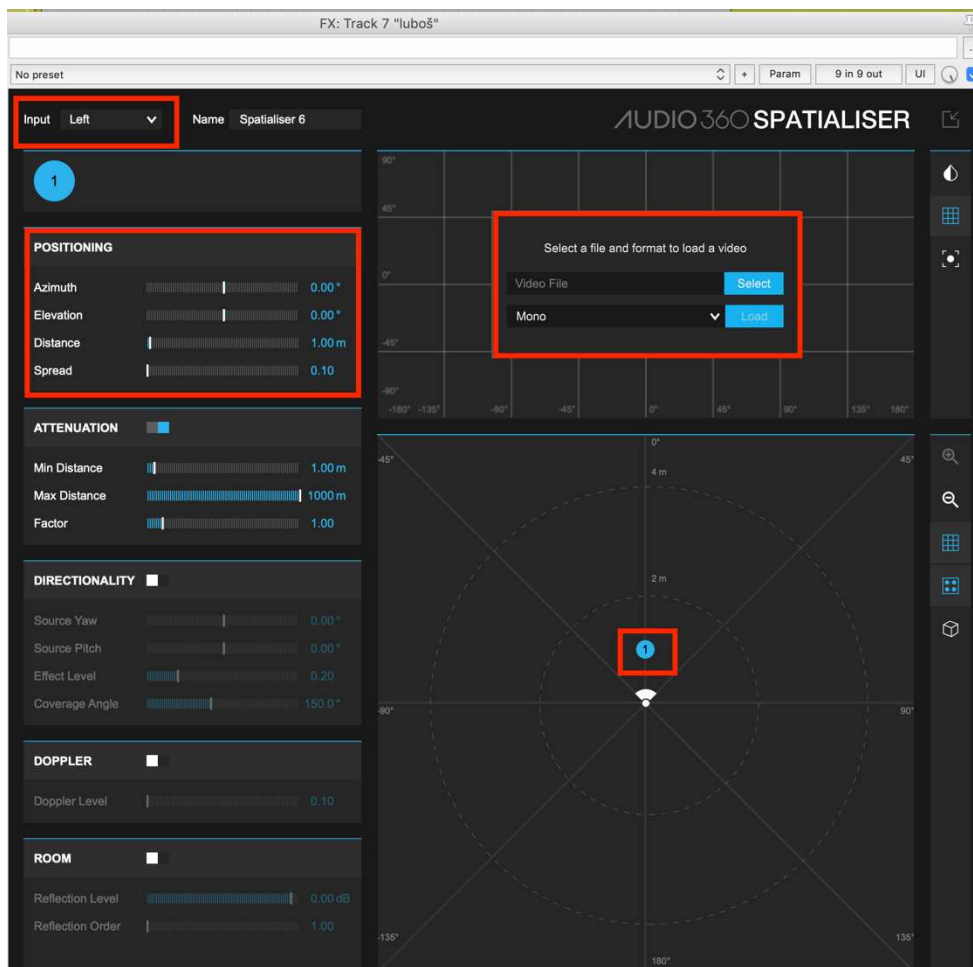 FX: Track 7 "luboš"
No preset
+
Param
9 in 9 out
UI
Input Left Name Spatialiser 6
AUDIO360 SPATIALISER
1
POSITIONING
Azimuth 0.00°
Elevation 0.00°
Distance 1.00 m
Spread 0.10
ATTENUATION
Min Distance 1.00 m
Max Distance 1000 m
Factor 1.00
DIRECTIONALITY
Source Yaw 0.00°
Source Pitch 0.00°
Effect Level 0.20
Coverage Angle 150.0°
DOPPLER
Doppler Level 0.10
ROOM
Reflection Level 0.00 dB
Reflection Order 1.00
90°
45°
0°
-45°
-90°
-180° -135° -90° -45° 0° 45° 90° 135° 180°
Select a file and format to load a video
Video File Select
Mono Load
0°
-45° 45°
4 m
2 m
1
-90° 90°
-135° 135°
180°